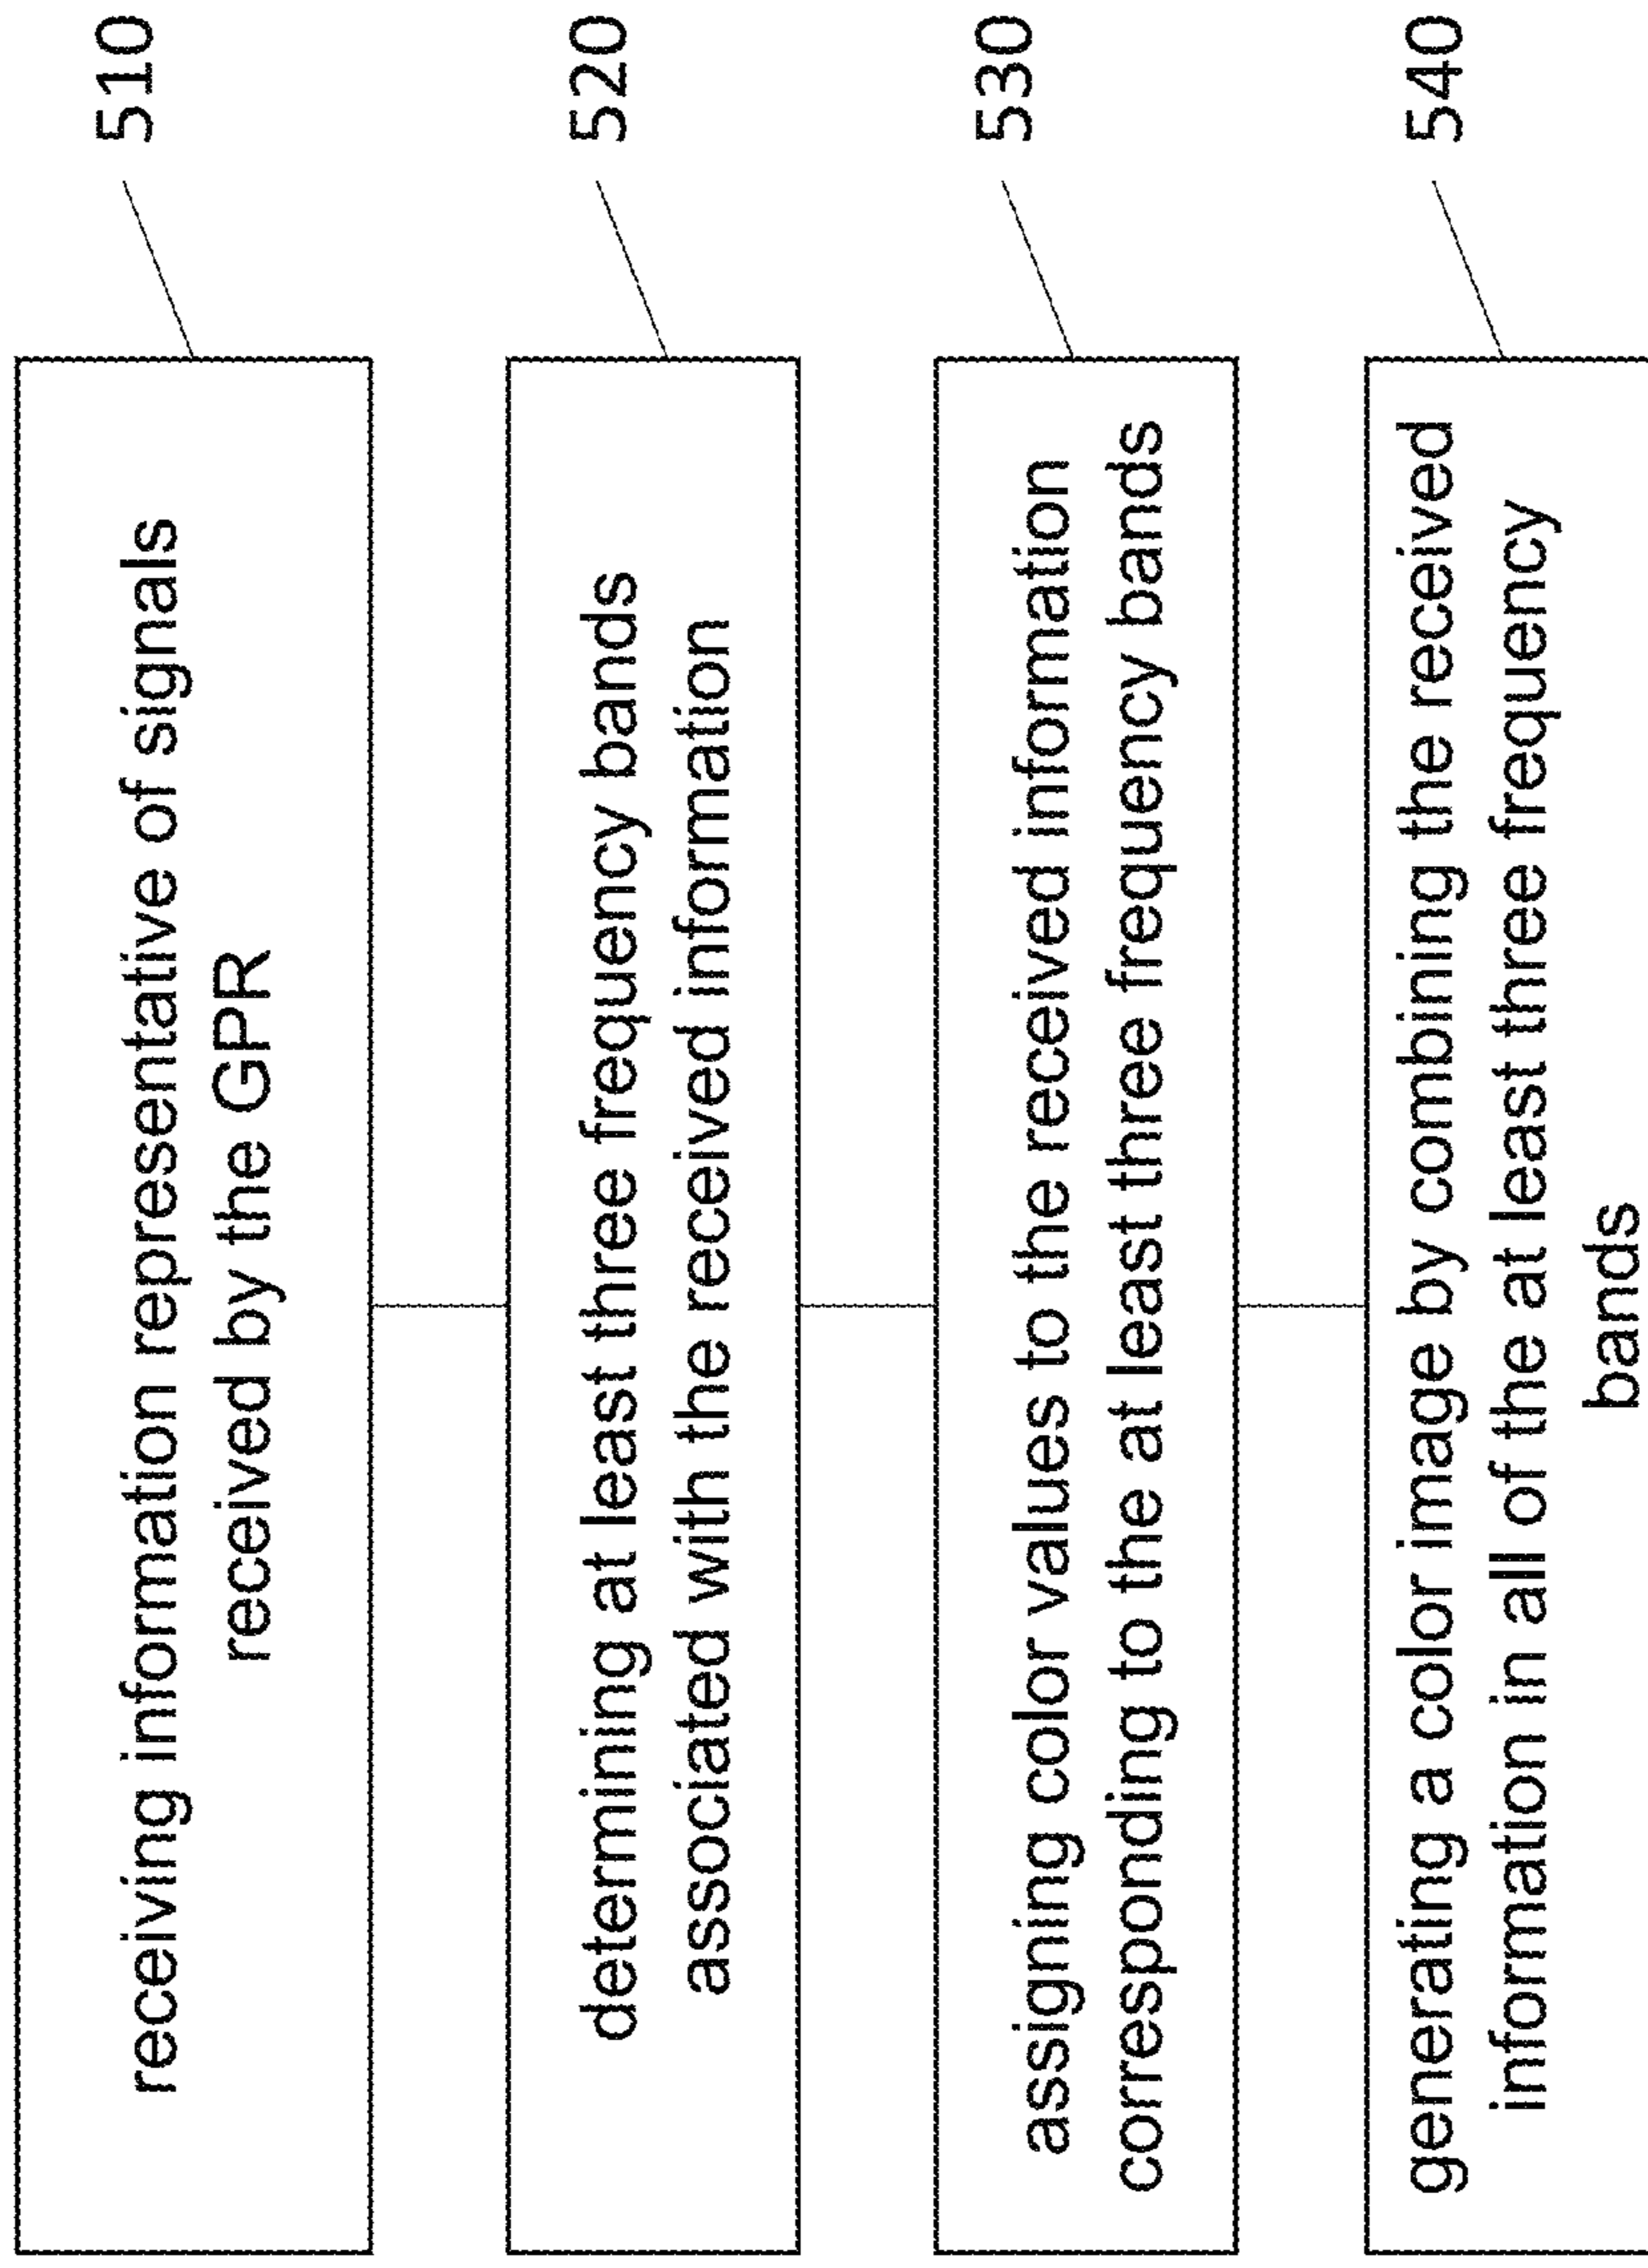 receiving information representative of signals
received by the GPR
510
determining at least three frequency bands
associated with the received information
520
assigning color values to the received information
corresponding to the at least three frequency bands
530
generating a color image by combining the received
information in all of the at least three frequency
bands
540